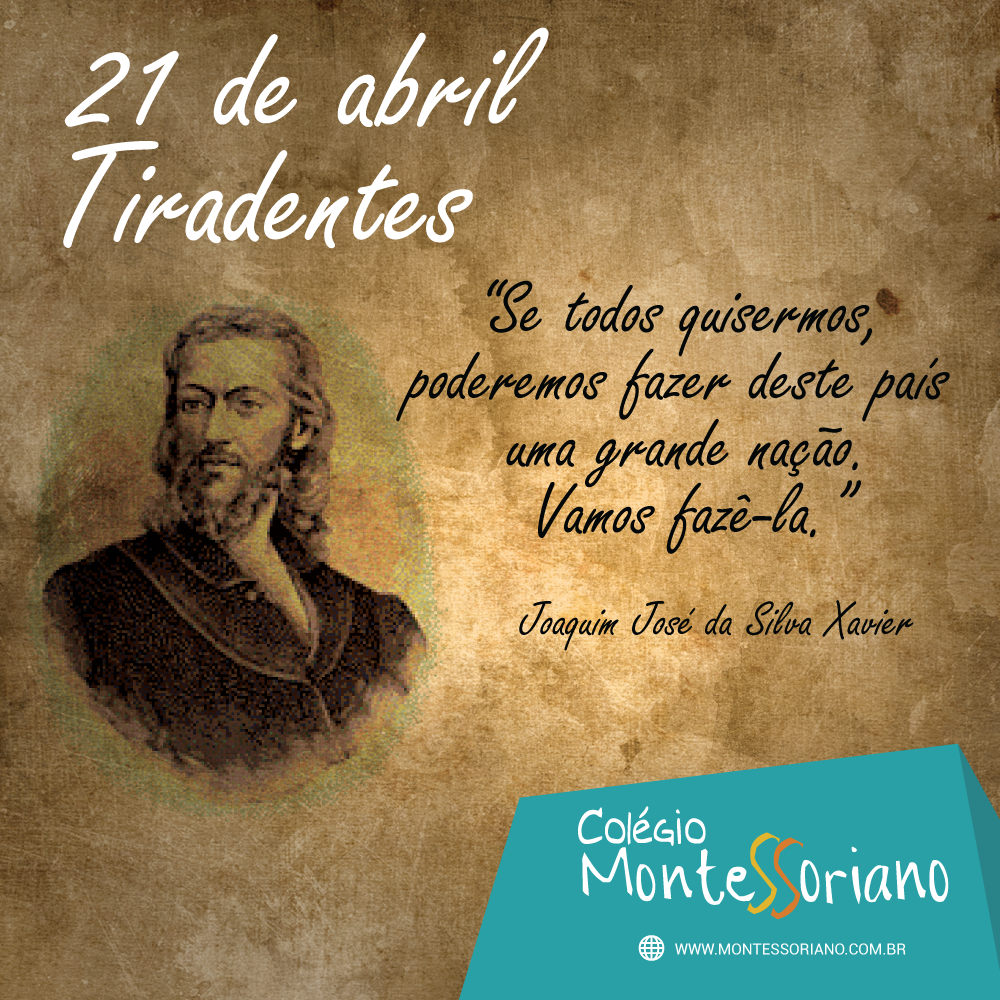 21 de abril
Tiradentes
“Se todos quisermos,
poderemos fazer deste país
uma grande nação.
Vamos fazê-la.”
Joaquim José da Silva Xavier
Colégio
Montessoriano
WWW.MONTESSORIANO.COM.BR